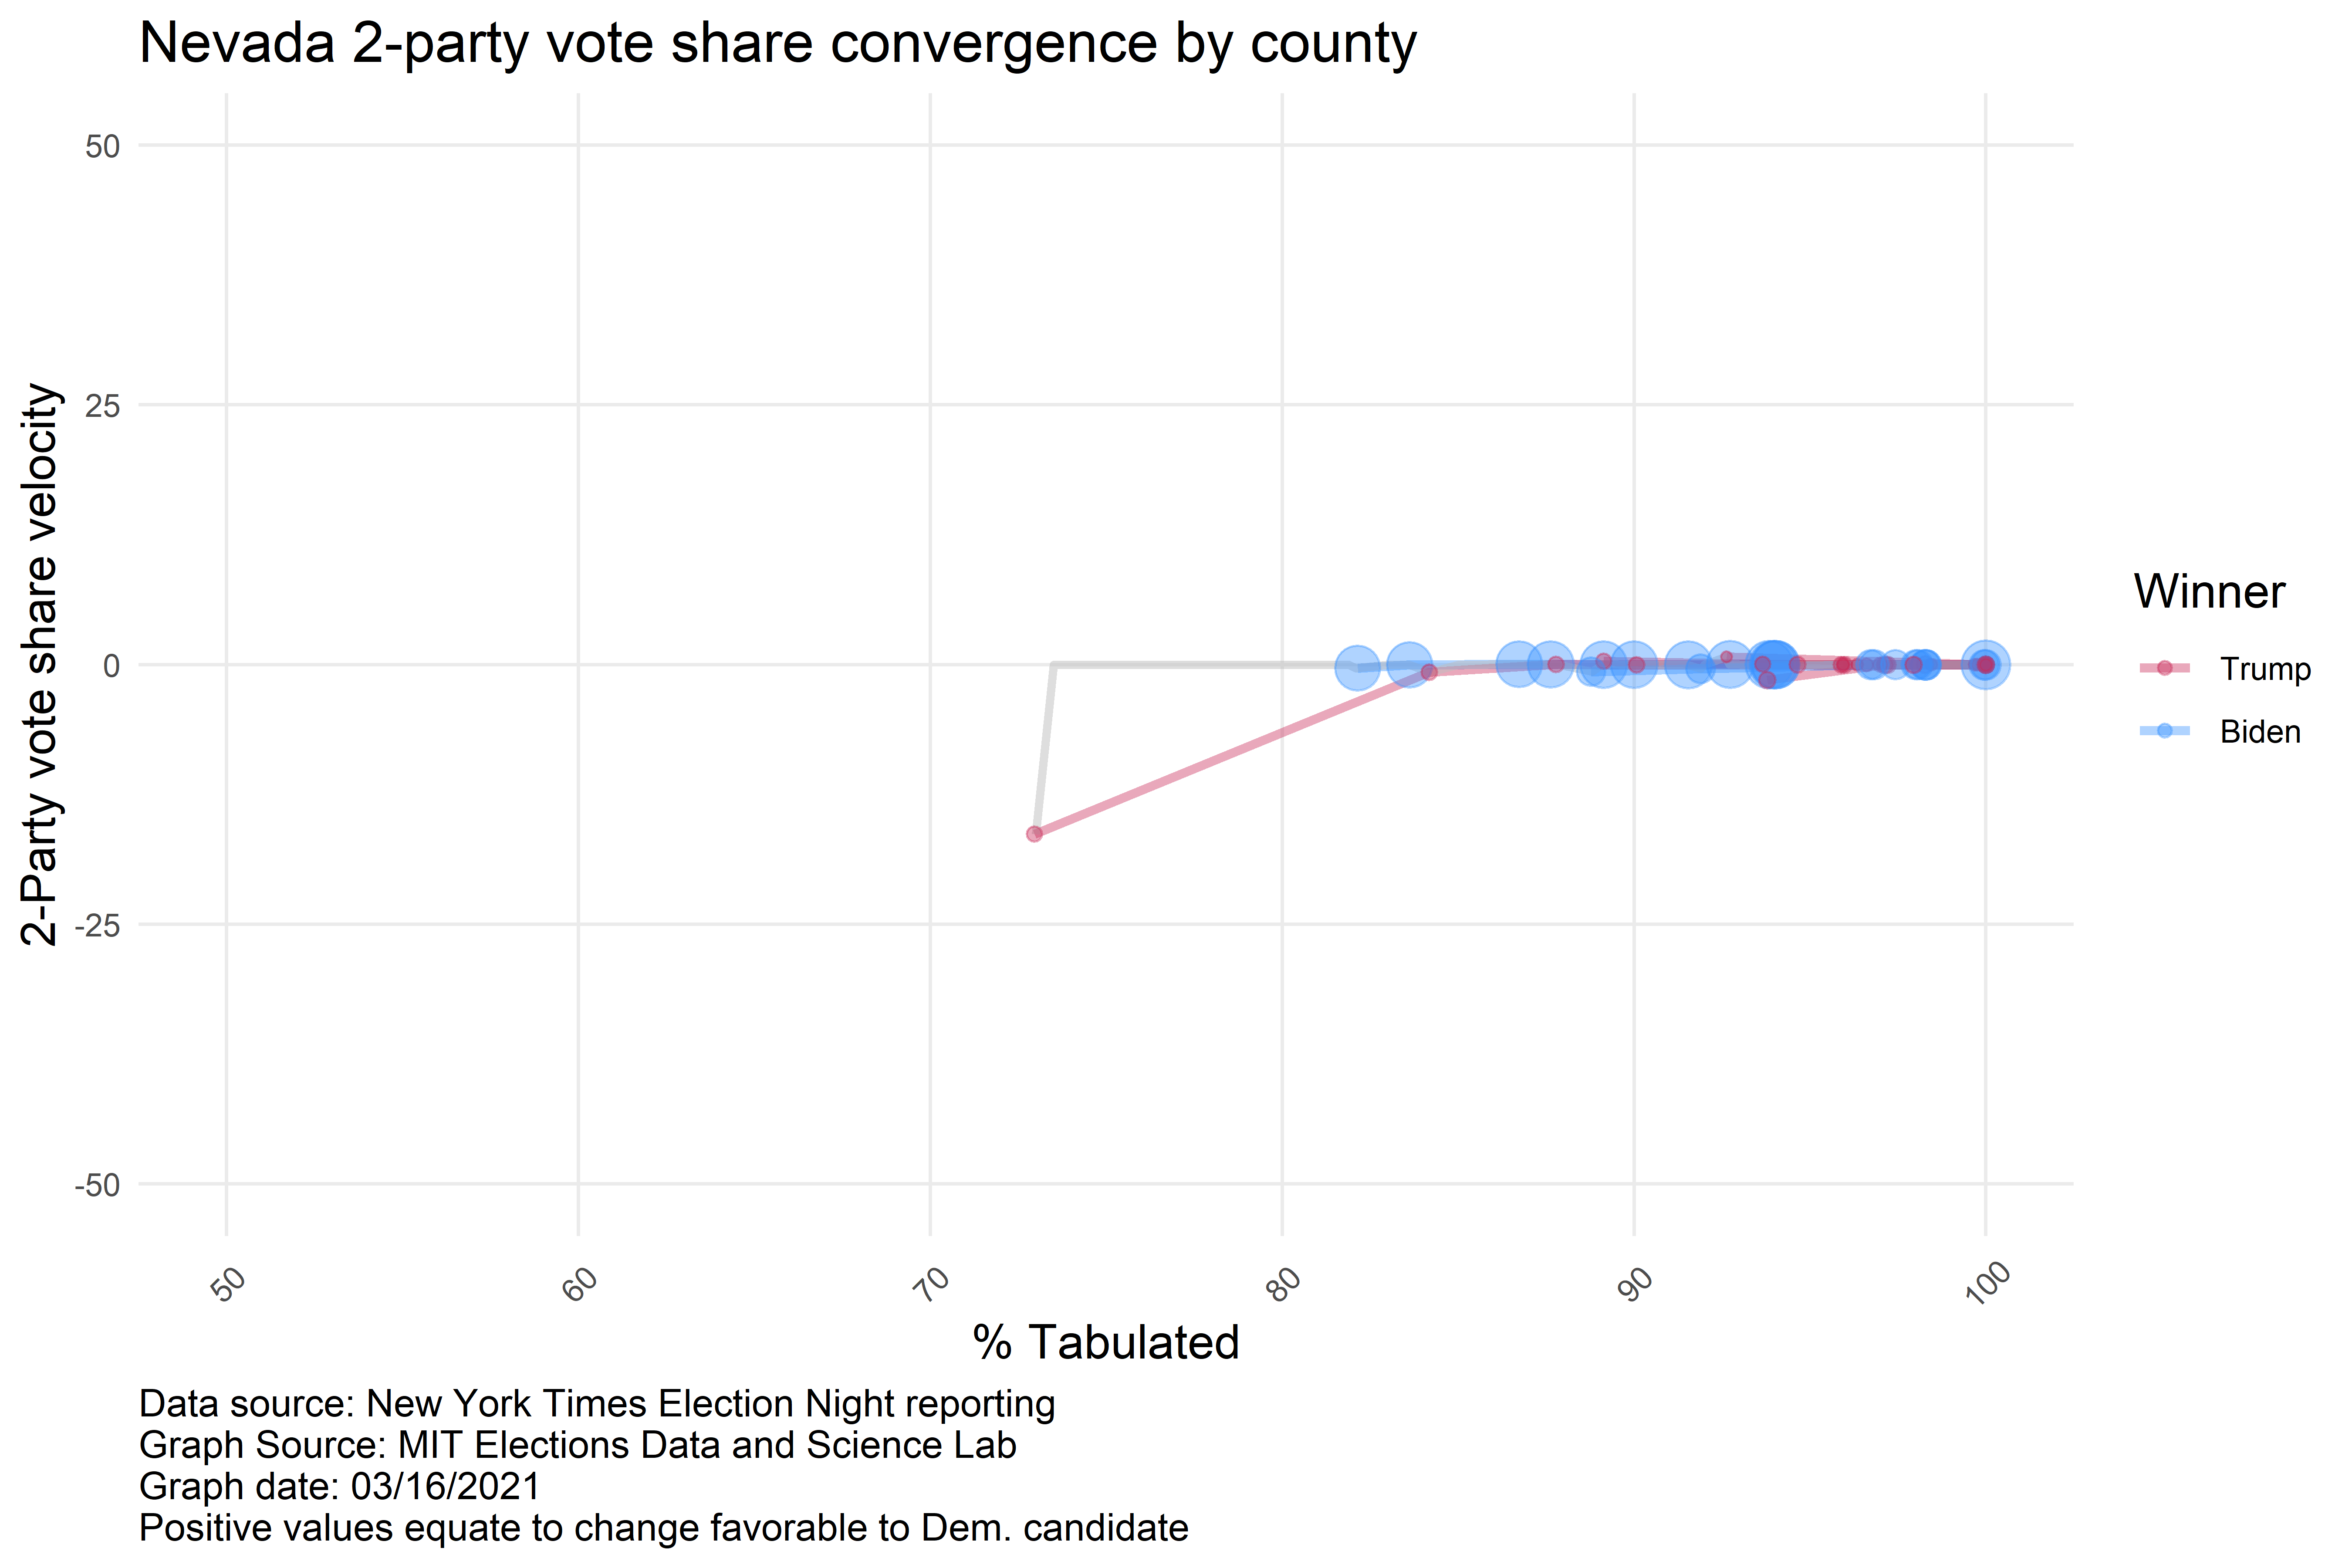 Nevada 2-party vote share convergence by county
2-Party vote share velocity
50
25
0
-25
-50
50
60
70
80
90
100
% Tabulated
Winner
Trump
Biden
Data source: New York Times Election Night reporting
Graph Source: MIT Elections Data and Science Lab
Graph date: 03/16/2021
Positive values equate to change favorable to Dem. candidate